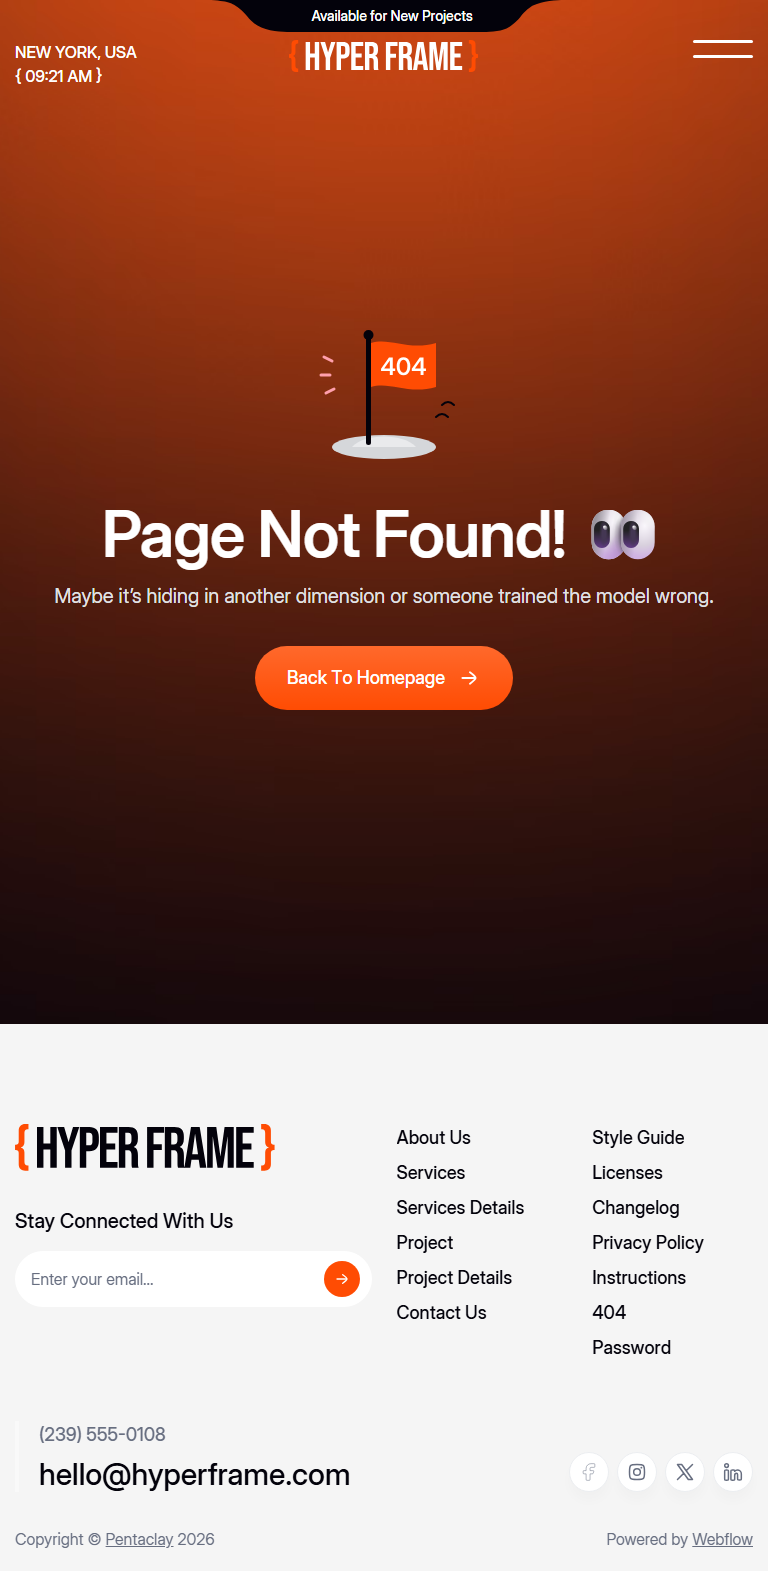 Available for New Projects
NEW YORK, USA
{ 09:21 AM }
{ HYPER FRAME }
404
Page Not Found! 👀
Maybe it's hiding in another dimension or someone trained the model wrong.
Back To Homepage
{ HYPER FRAME }
Stay Connected With Us
Enter your email...
About Us
Services
Services Details
Project
Project Details
Contact Us
Style Guide
Licenses
Changelog
Privacy Policy
Instructions
404
Password
(239) 555-0108
hello@hyperframe.com
Copyright © Pentaclay 2026
Powered by Webflow